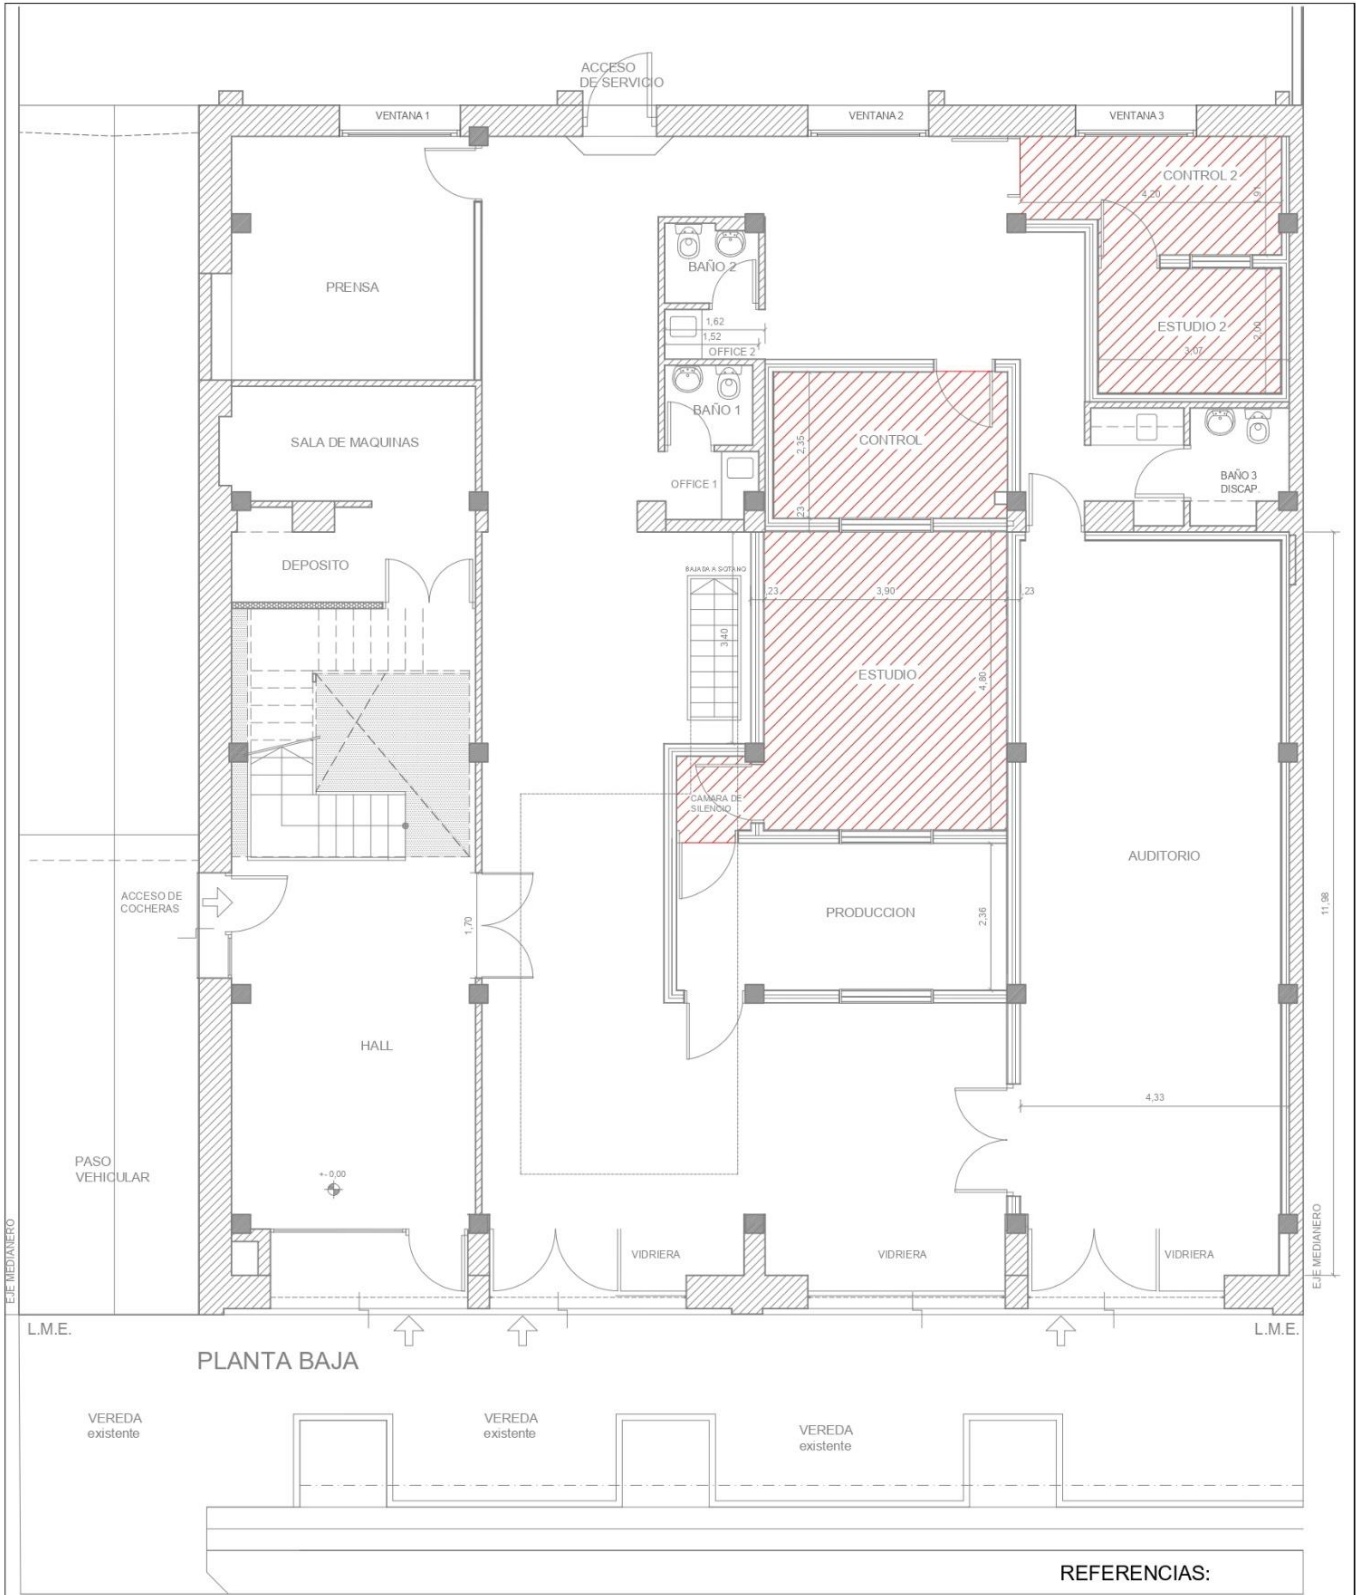 ACCESO
DE SERVICIO
VENTANA 1
VENTANA 2
VENTANA 3
CONTROL 2
4,20
1,91
BAÑO 2
PRENSA
1,62
1,52
OFFICE 2
ESTUDIO 2
3,07
2,00
BAÑO 1
SALA DE MAQUINAS
CONTROL
2,35
OFFICE 1
BAÑO 3
DISCAP.
,23
DEPOSITO
BAJADA A SOTANO
,23
3,90
,23
3,40
ESTUDIO
4,80
CAMARA DE
SILENCIO
AUDITORIO
ACCESO DE
COCHERAS
1,70
PRODUCCION
2,36
11,98
HALL
4,33
PASO
VEHICULAR
+- 0,00
EJE MEDIANERO
VIDRIERA
VIDRIERA
VIDRIERA
EJE MEDIANERO
L.M.E.
L.M.E.
PLANTA BAJA
VEREDA
existente
VEREDA
existente
VEREDA
existente
REFERENCIAS: